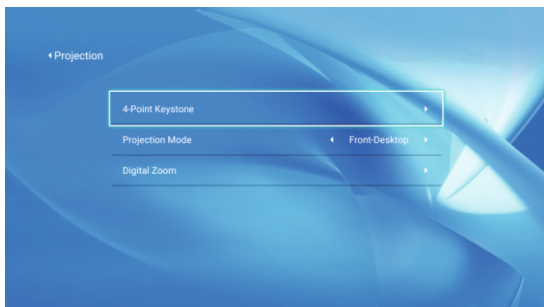 Projection
4-Point Keystone
Projection Mode Front-Desktop
Digital Zoom